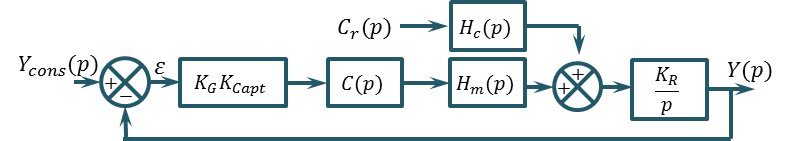 C_r(p) H_c(p)
Y_cons(p) + − ε K_G K_Capt C(p) H_m(p) + + K_R/p Y(p)